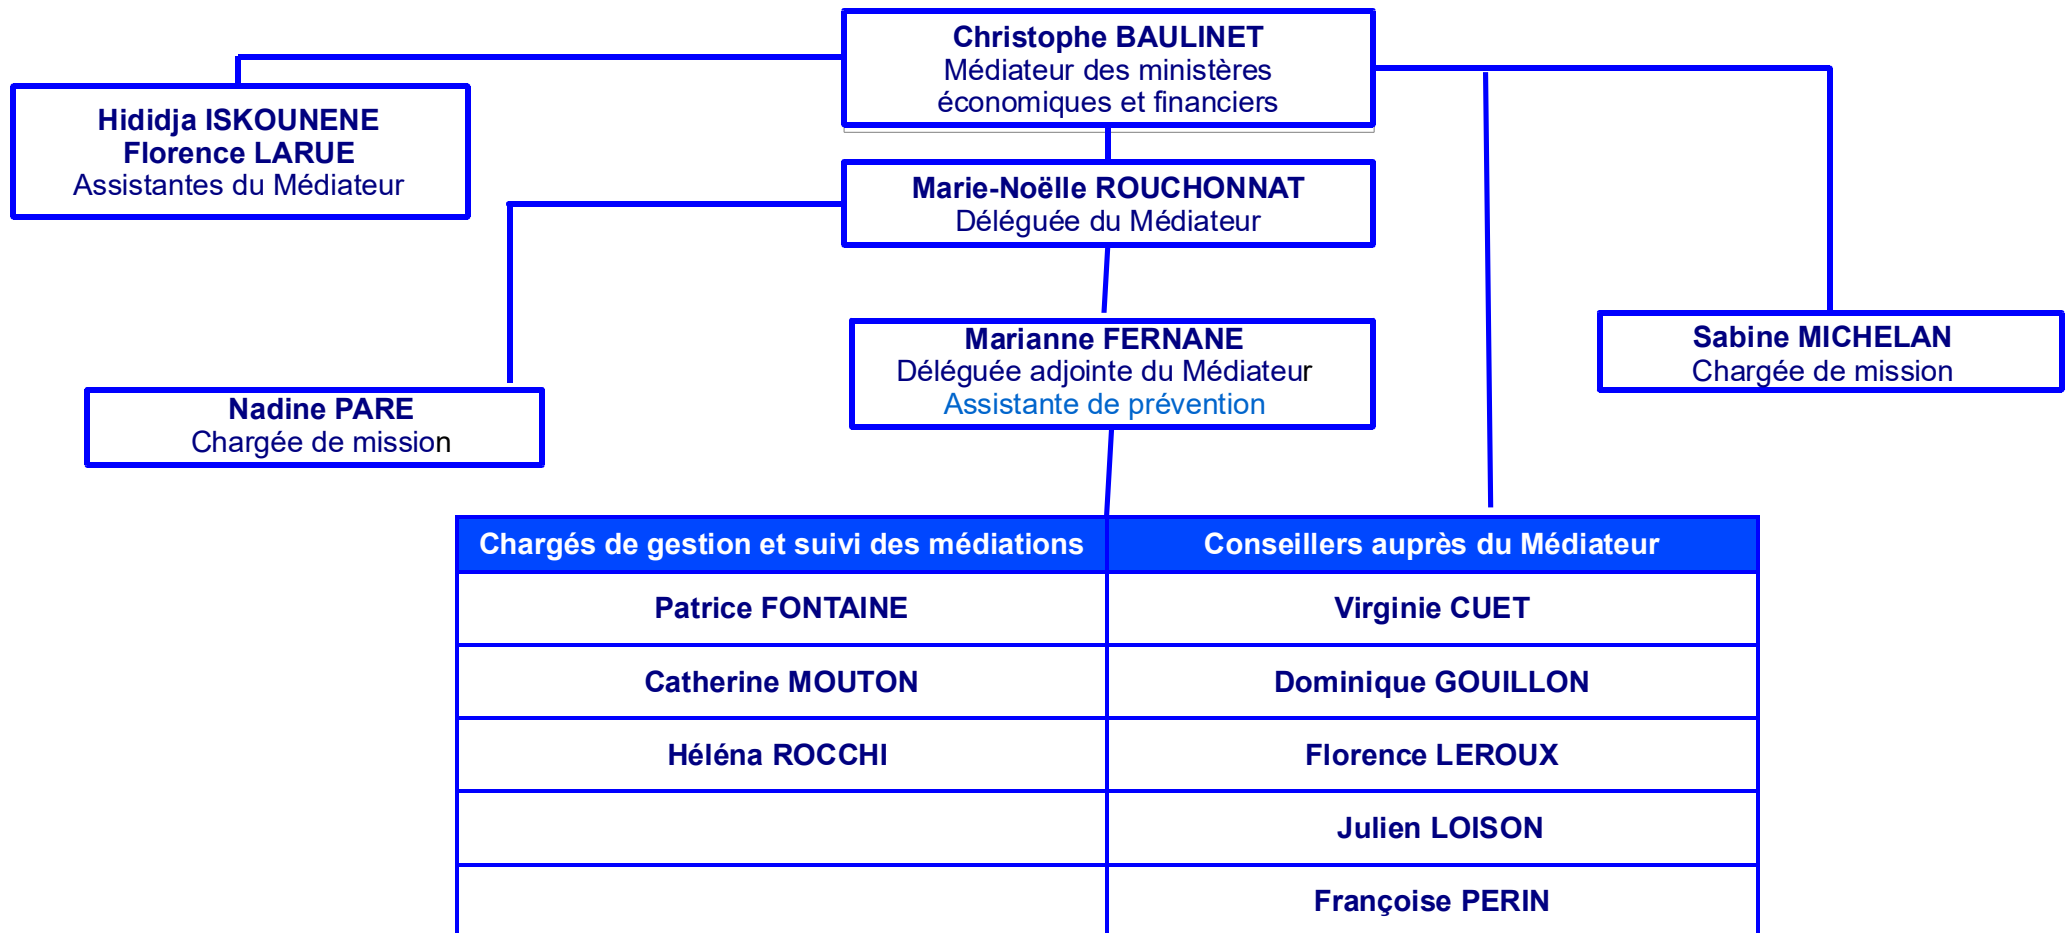 Christophe BAULINET
Médiateur des ministères
économiques et financiers
Hididja ISKOUNENE
Florence LARUE
Assistantes du Médiateur
Marie-Noëlle ROUCHONNAT
Déléguée du Médiateur
Marianne FERNANE
Déléguée adjointe du Médiateur
Assistante de prévention
Sabine MICHELAN
Chargée de mission
Nadine PARE
Chargée de mission
Chargés de gestion et suivi des médiations
Conseillers auprès du Médiateur
Patrice FONTAINE
Virginie CUET
Catherine MOUTON
Dominique GOUILLON
Héléna ROCCHI
Florence LEROUX
Julien LOISON
Françoise PERIN